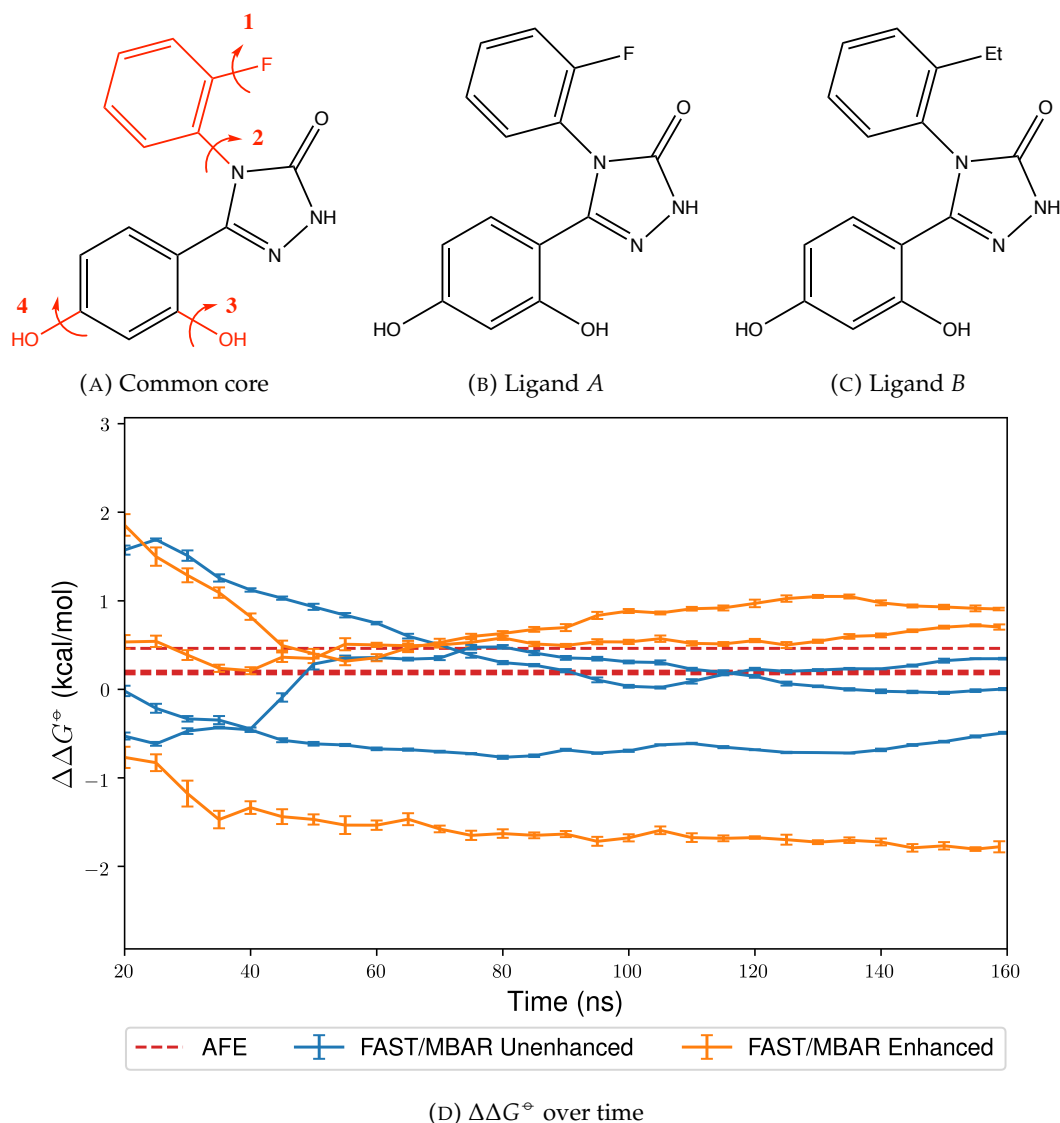 1
F
2
O
N
NH
N
4
3
HO
OH
F
O
N
NH
N
HO
OH
Et
O
N
NH
N
HO
OH
(A) Common core
(B) Ligand A
(C) Ligand B
3
2
1
0
−1
−2
ΔΔG⦵ (kcal/mol)
20
40
60
80
100
120
140
160
Time (ns)
AFE
FAST/MBAR Unenhanced
FAST/MBAR Enhanced
(D) ΔΔG⦵ over time